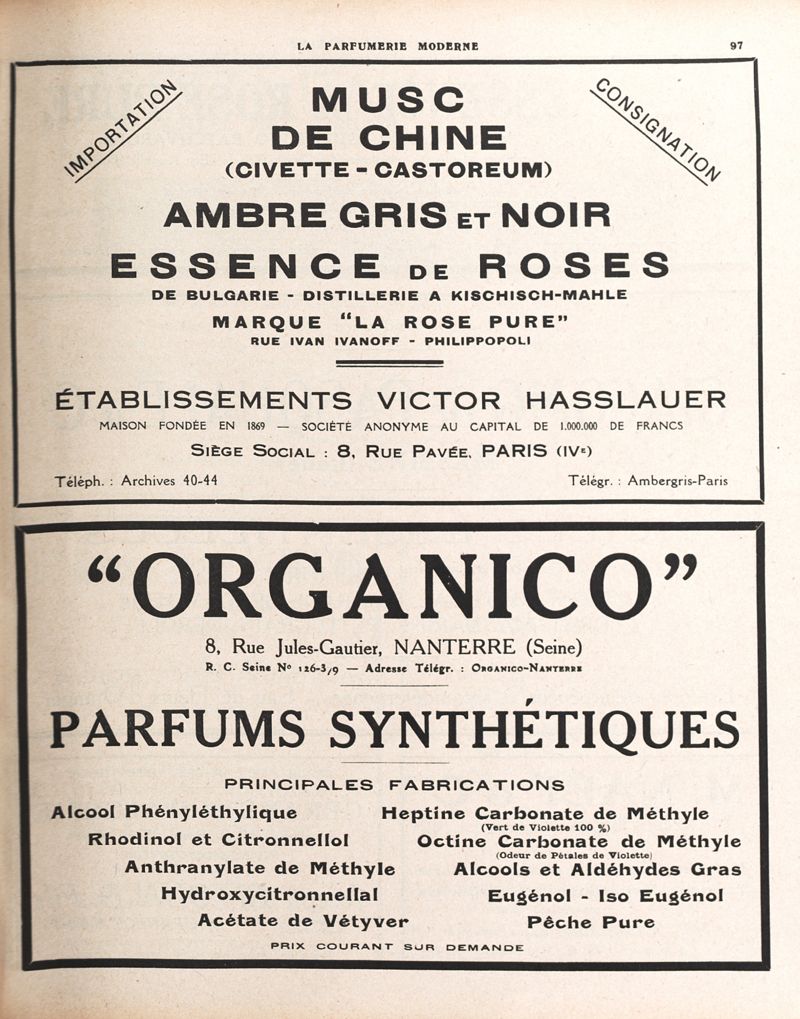 LA PARFUMERIE MODERNE 97
IMPORTATION
CONSIGNATION
MUSC
DE CHINE
(CIVETTE - CASTOREUM)
AMBRE GRIS ET NOIR
ESSENCE DE ROSES
DE BULGARIE - DISTILLERIE A KISCHISCH-MAHLE
MARQUE "LA ROSE PURE"
RUE IVAN IVANOFF - PHILIPPOPOLI
ÉTABLISSEMENTS VICTOR HASSLAUER
MAISON FONDÉE EN 1869 — SOCIÉTÉ ANONYME AU CAPITAL DE 1.000.000 DE FRANCS
SIÈGE SOCIAL : 8, RUE PAVÉE, PARIS (IVE)
Téléph. : Archives 40-44 Télégr. : Ambergris-Paris
"ORGANICO"
8, Rue Jules-Gautier, NANTERRE (Seine)
R. C. Seine No 126-3/9 — Adresse Télégr. : ORGANICO-NANTERRE
PARFUMS SYNTHÉTIQUES
PRINCIPALES FABRICATIONS
Alcool Phényléthylique Heptine Carbonate de Méthyle
(Vert de Violette 100 %)
Rhodinol et Citronnellol Octine Carbonate de Méthyle
(Odeur de Pétales de Violette)
Anthranylate de Méthyle Alcools et Aldéhydes Gras
Hydroxycitronnellal Eugénol - Iso Eugénol
Acétate de Vétyver Pêche Pure
PRIX COURANT SUR DEMANDE